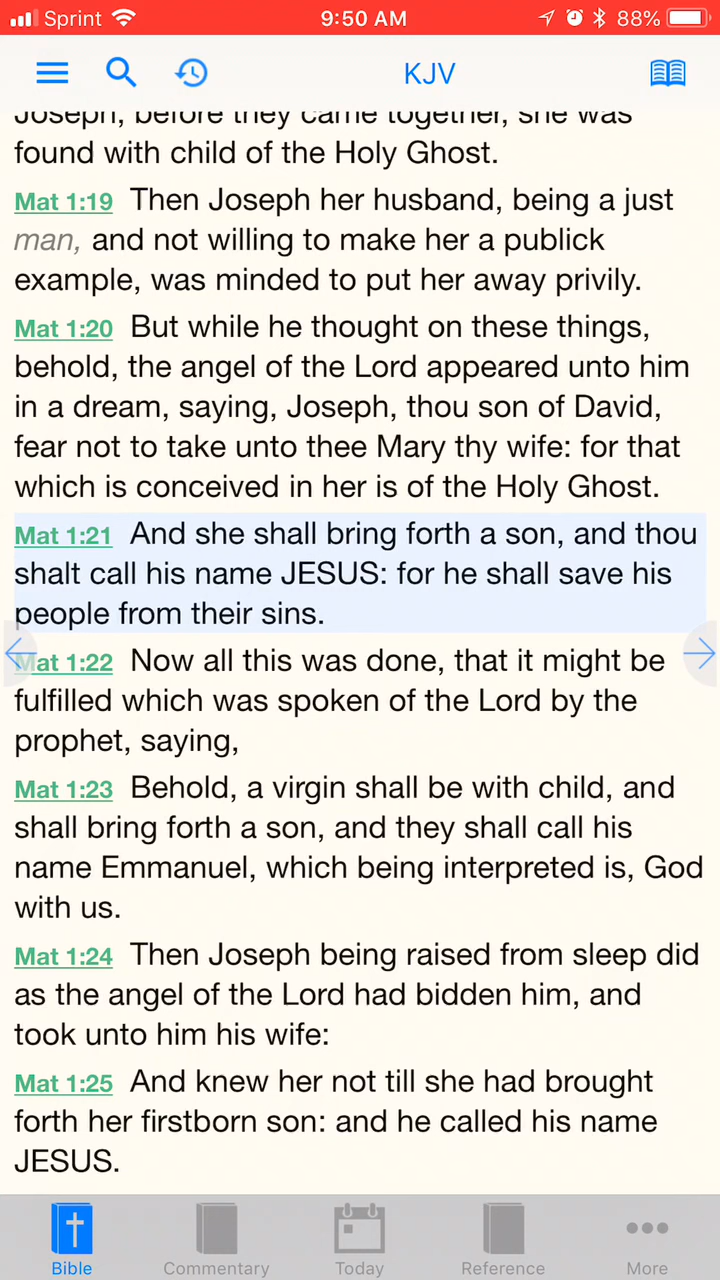 Sprint 9:50 AM 88%
KJV
Joseph, before they came together, she was
found with child of the Holy Ghost.
Mat 1:19 Then Joseph her husband, being a just
man, and not willing to make her a publick
example, was minded to put her away privily.
Mat 1:20 But while he thought on these things,
behold, the angel of the Lord appeared unto him
in a dream, saying, Joseph, thou son of David,
fear not to take unto thee Mary thy wife: for that
which is conceived in her is of the Holy Ghost.
Mat 1:21 And she shall bring forth a son, and thou
shalt call his name JESUS: for he shall save his
people from their sins.
Mat 1:22 Now all this was done, that it might be
fulfilled which was spoken of the Lord by the
prophet, saying,
Mat 1:23 Behold, a virgin shall be with child, and
shall bring forth a son, and they shall call his
name Emmanuel, which being interpreted is, God
with us.
Mat 1:24 Then Joseph being raised from sleep did
as the angel of the Lord had bidden him, and
took unto him his wife:
Mat 1:25 And knew her not till she had brought
forth her firstborn son: and he called his name
JESUS.
Bible Commentary Today Reference More